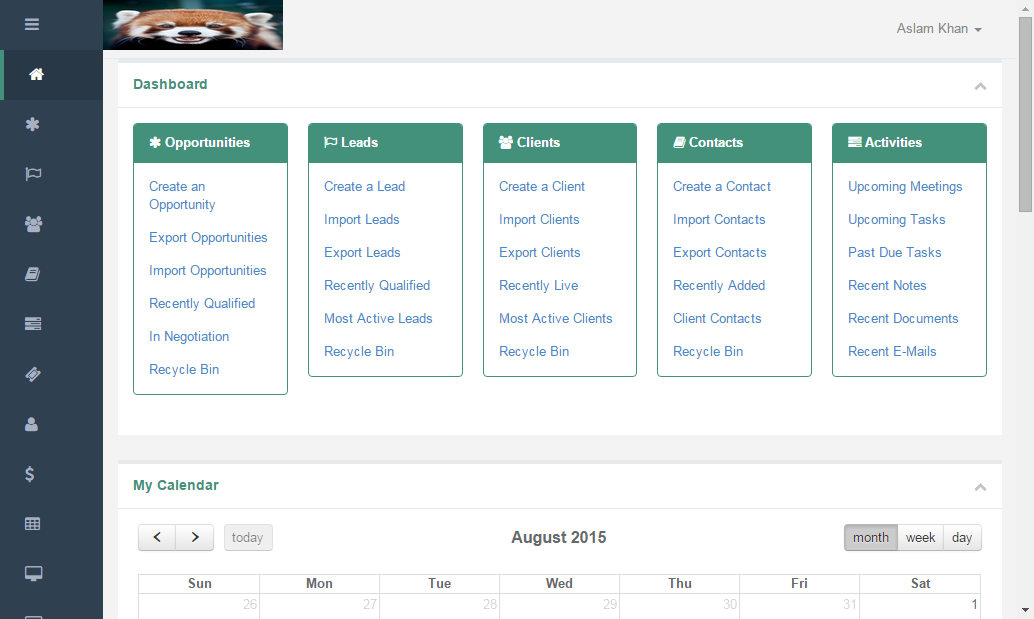 Aslam Khan
Dashboard
Opportunities
Create an
Opportunity
Export Opportunities
Import Opportunities
Recently Qualified
In Negotiation
Recycle Bin
Leads
Create a Lead
Import Leads
Export Leads
Recently Qualified
Most Active Leads
Recycle Bin
Clients
Create a Client
Import Clients
Export Clients
Recently Live
Most Active Clients
Recycle Bin
Contacts
Create a Contact
Import Contacts
Export Contacts
Recently Added
Client Contacts
Recycle Bin
Activities
Upcoming Meetings
Upcoming Tasks
Past Due Tasks
Recent Notes
Recent Documents
Recent E-Mails
My Calendar
today August 2015 month week day
Sun Mon Tue Wed Thu Fri Sat
26 27 28 29 30 31 1